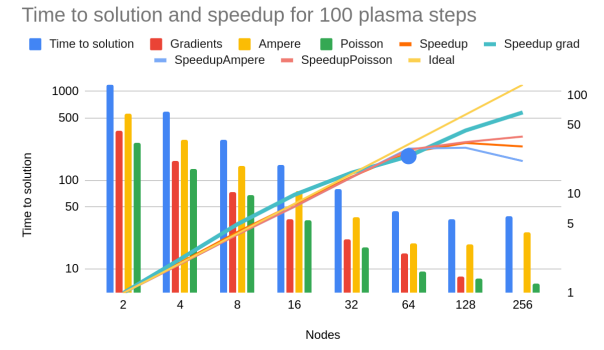 Time to solution and speedup for 100 plasma steps
Time to solution Gradients Ampere Poisson Speedup Speedup grad
SpeedupAmpere SpeedupPoisson Ideal
Time to solution
1000
500
100
50
10
100
50
10
5
1
2 4 8 16 32 64 128 256
Nodes